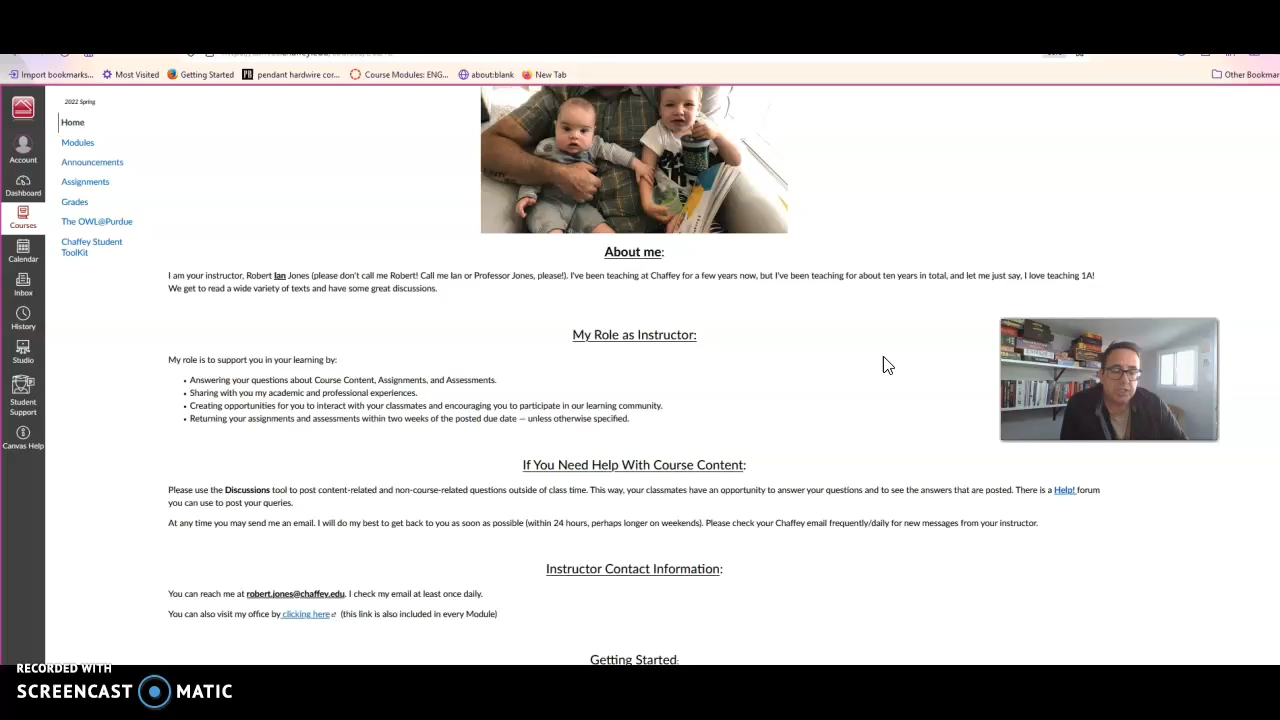 Import bookmarks... Most Visited Getting Started pendant hardwire cor... Course Modules: ENG... about:blank New Tab Other Bookmar
2022 Spring
Home
Modules
Announcements
Assignments
Grades
The OWL@Purdue
Chaffey Student
ToolKit
Account
Dashboard
Courses
Calendar
Inbox
History
Studio
Student
Support
Canvas Help
About me:
I am your instructor, Robert Ian Jones (please don't call me Robert! Call me Ian or Professor Jones, please!). I've been teaching at Chaffey for a few years now, but I've been teaching for about ten years in total, and let me just say, I love teaching 1A!
We get to read a wide variety of texts and have some great discussions.
My Role as Instructor:
My role is to support you in your learning by:
• Answering your questions about Course Content, Assignments, and Assessments.
• Sharing with you my academic and professional experiences.
• Creating opportunities for you to interact with your classmates and encouraging you to participate in our learning community.
• Returning your assignments and assessments within two weeks of the posted due date — unless otherwise specified.
If You Need Help With Course Content:
Please use the Discussions tool to post content-related and non-course-related questions outside of class time. This way, your classmates have an opportunity to answer your questions and to see the answers that are posted. There is a Help! forum
you can use to post your queries.
At any time you may send me an email. I will do my best to get back to you as soon as possible (within 24 hours, perhaps longer on weekends). Please check your Chaffey email frequently/daily for new messages from your instructor.
Instructor Contact Information:
You can reach me at robert.jones@chaffey.edu. I check my email at least once daily.
You can also visit my office by clicking here (this link is also included in every Module)
Getting Started:
RECORDED WITH
SCREENCAST MATIC